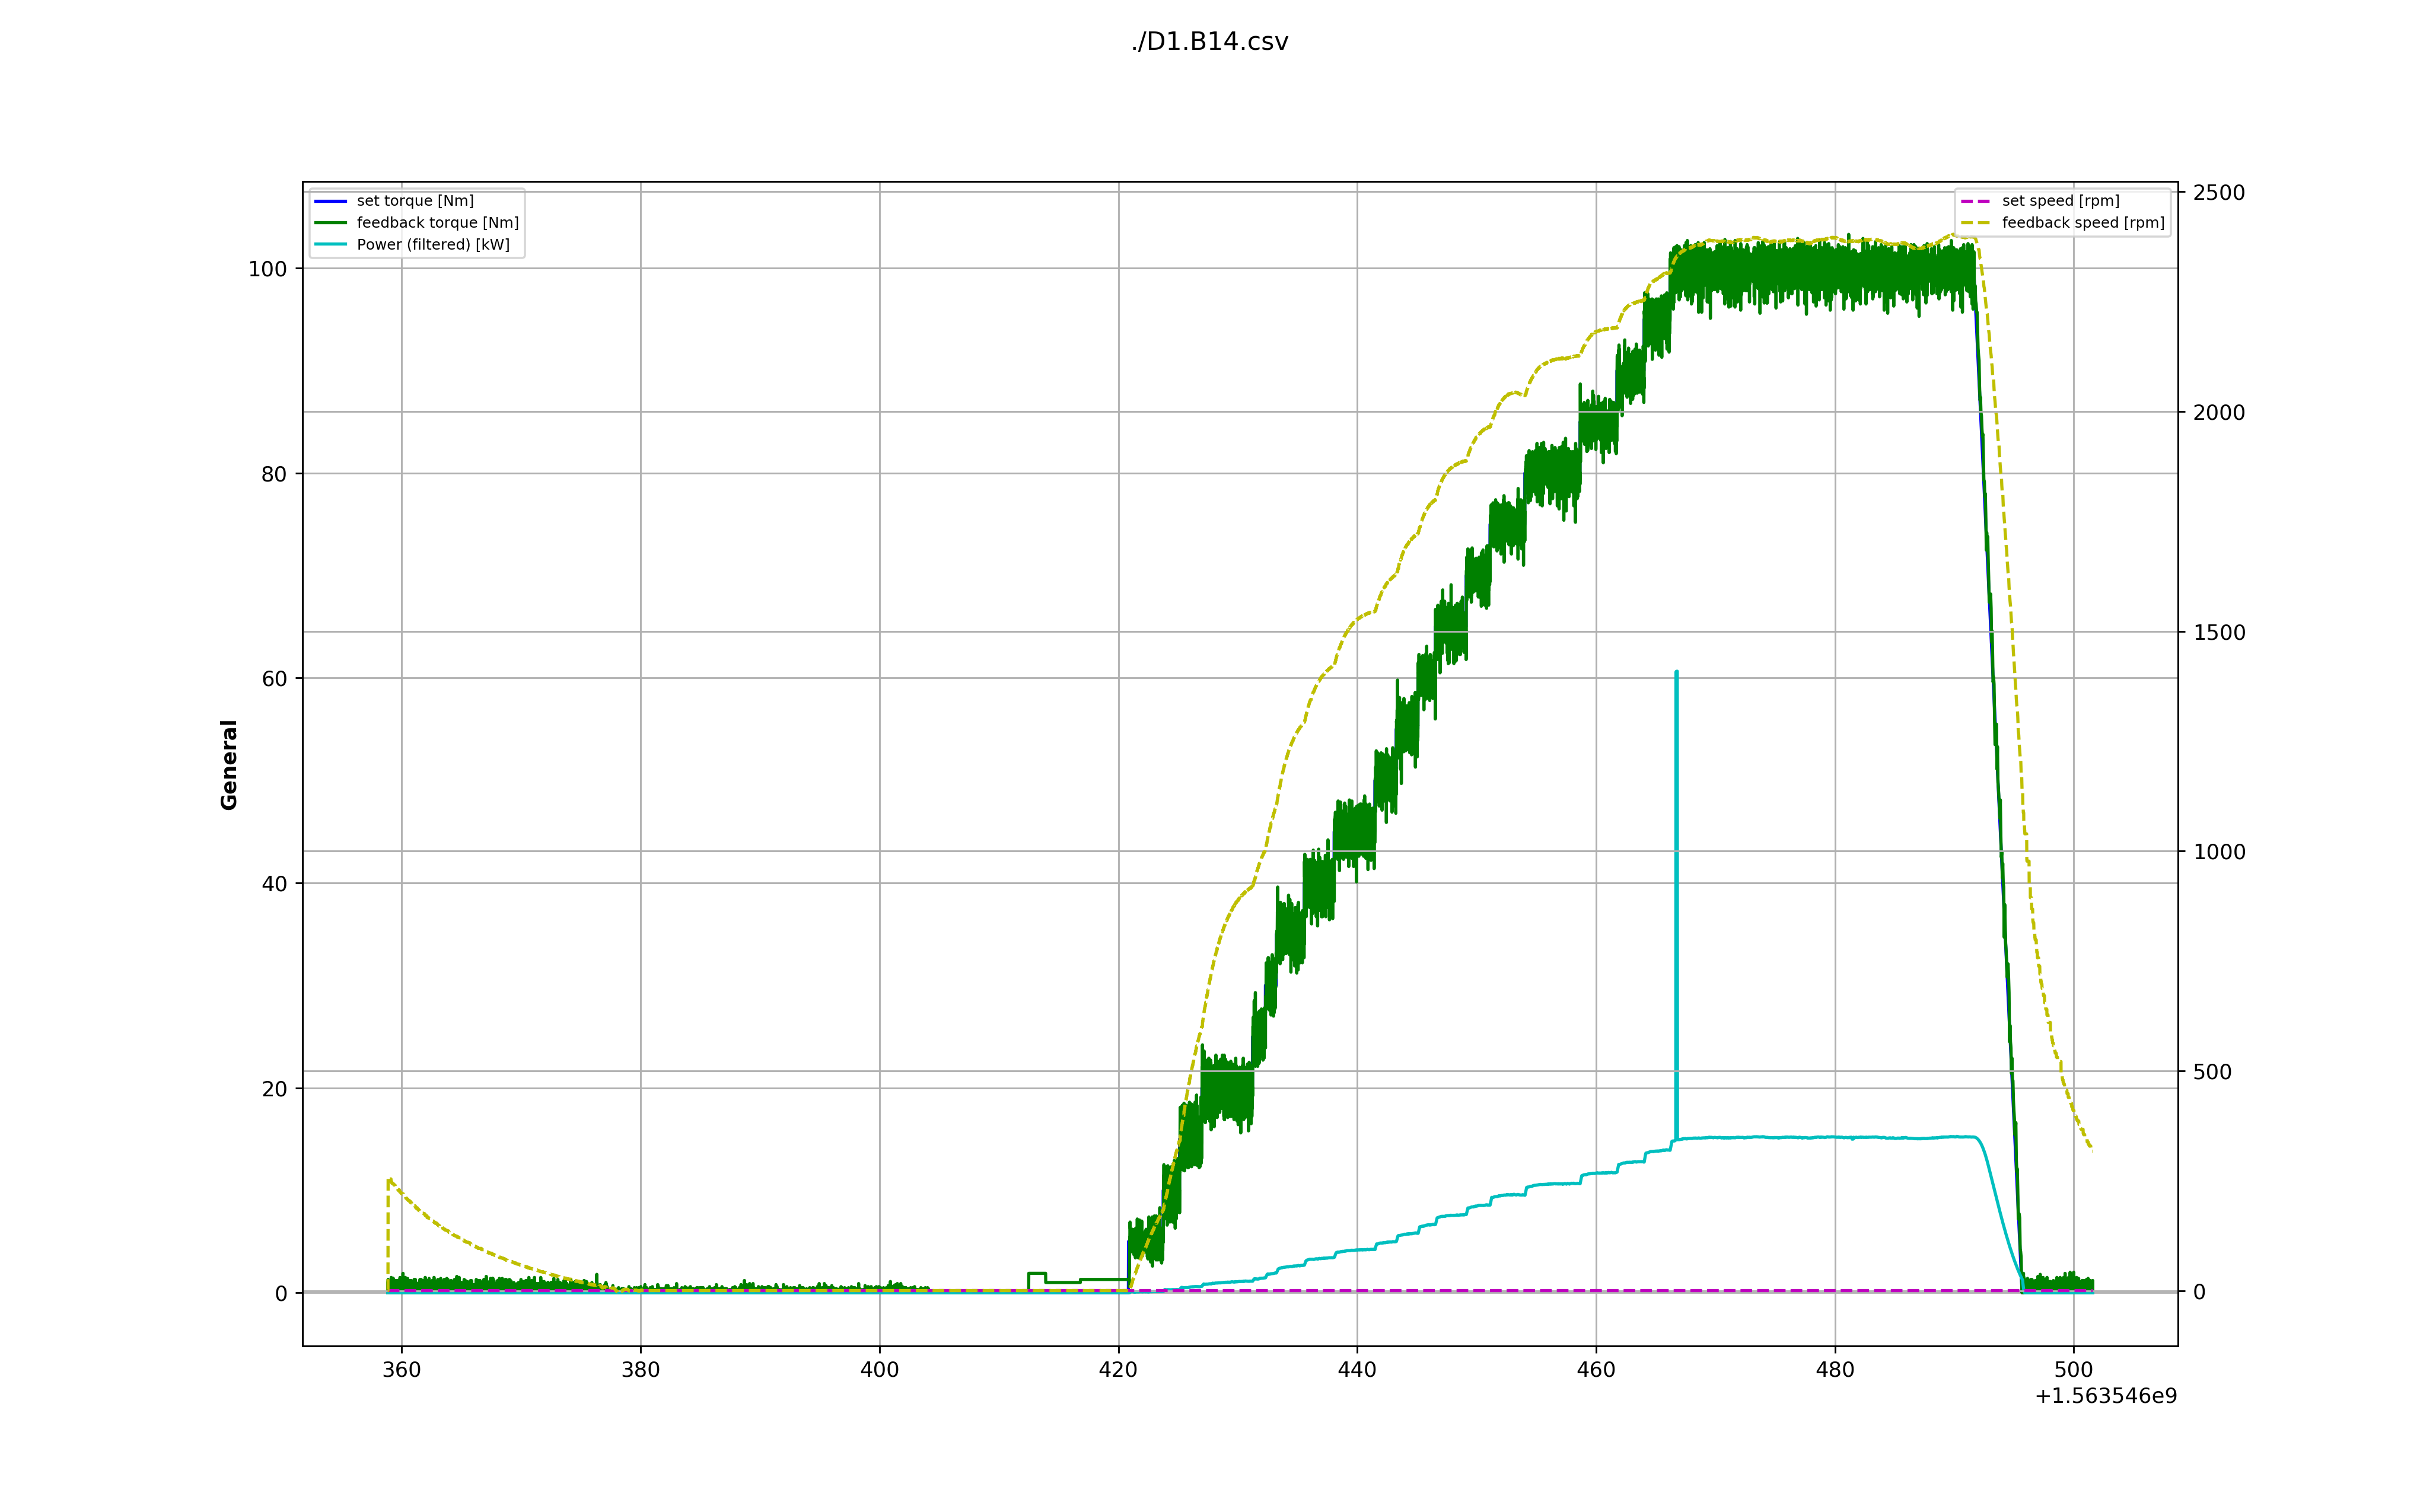 ./D1.B14.csv
set torque [Nm]
feedback torque [Nm]
Power (filtered) [kW]
set speed [rpm]
feedback speed [rpm]
General
100
80
60
40
20
0
2500
2000
1500
1000
500
0
360 380 400 420 440 460 480 500
+1.563546e9